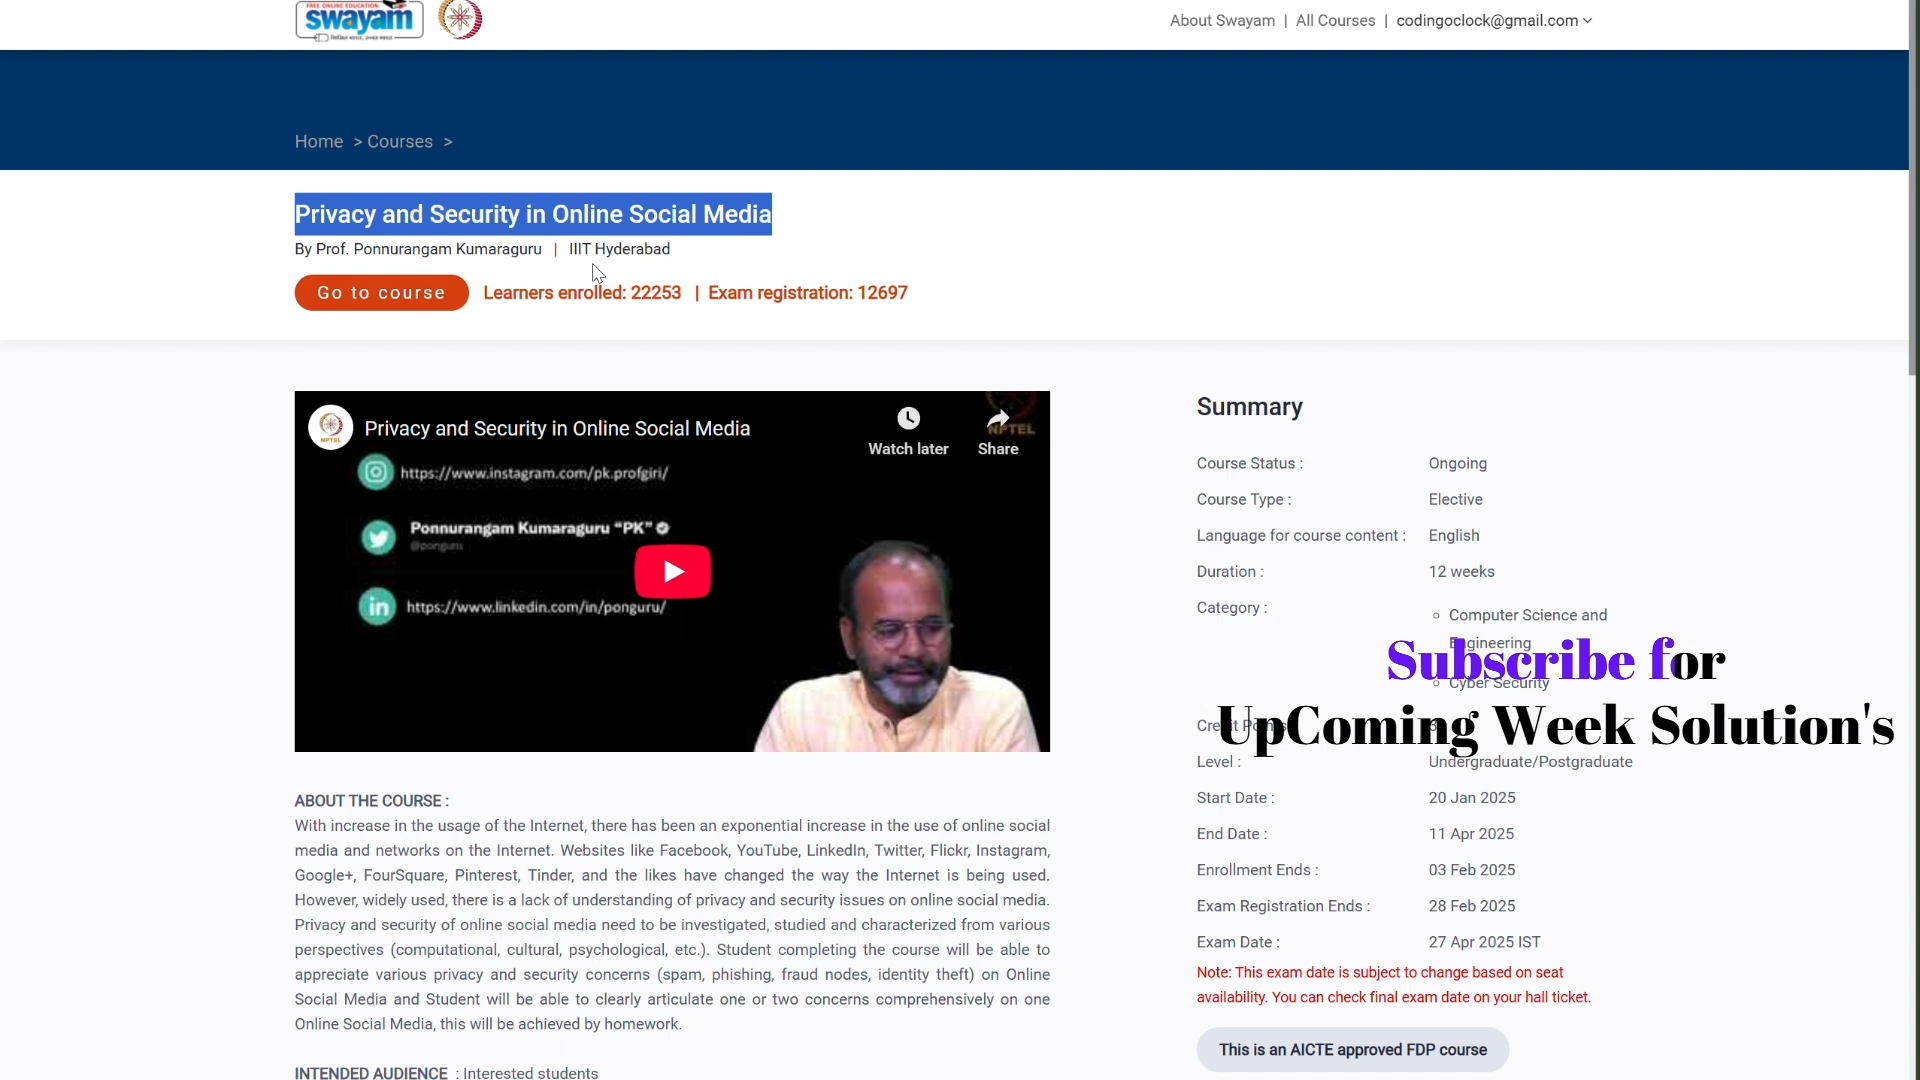 FREE ONLINE EDUCATION
swayam
About Swayam | All Courses | codingoclock@gmail.com
Home > Courses >
Privacy and Security in Online Social Media
By Prof. Ponnurangam Kumaraguru | IIIT Hyderabad
Go to course
Learners enrolled: 22253 | Exam registration: 12697
NPTEL
Privacy and Security in Online Social Media
Watch later
Share
NPTEL
https://www.instagram.com/pk.profgiri/
Ponnurangam Kumaraguru "PK"
@ponguru
in https://www.linkedin.com/in/ponguru/
ABOUT THE COURSE :
With increase in the usage of the Internet, there has been an exponential increase in the use of online social
media and networks on the Internet. Websites like Facebook, YouTube, LinkedIn, Twitter, Flickr, Instagram,
Google+, FourSquare, Pinterest, Tinder, and the likes have changed the way the Internet is being used.
However, widely used, there is a lack of understanding of privacy and security issues on online social media.
Privacy and security of online social media need to be investigated, studied and characterized from various
perspectives (computational, cultural, psychological, etc.). Student completing the course will be able to
appreciate various privacy and security concerns (spam, phishing, fraud nodes, identity theft) on Online
Social Media and Student will be able to clearly articulate one or two concerns comprehensively on one
Online Social Media, this will be achieved by homework.
INTENDED AUDIENCE : Interested students
Summary
Course Status : Ongoing
Course Type : Elective
Language for course content : English
Duration : 12 weeks
Category :
Computer Science and
Engineering
Cyber Security
Credit Points 3
Level : Undergraduate/Postgraduate
Start Date : 20 Jan 2025
End Date : 11 Apr 2025
Enrollment Ends : 03 Feb 2025
Exam Registration Ends : 28 Feb 2025
Exam Date : 27 Apr 2025 IST
Note: This exam date is subject to change based on seat
availability. You can check final exam date on your hall ticket.
This is an AICTE approved FDP course
Subscribe for
UpComing Week Solution's